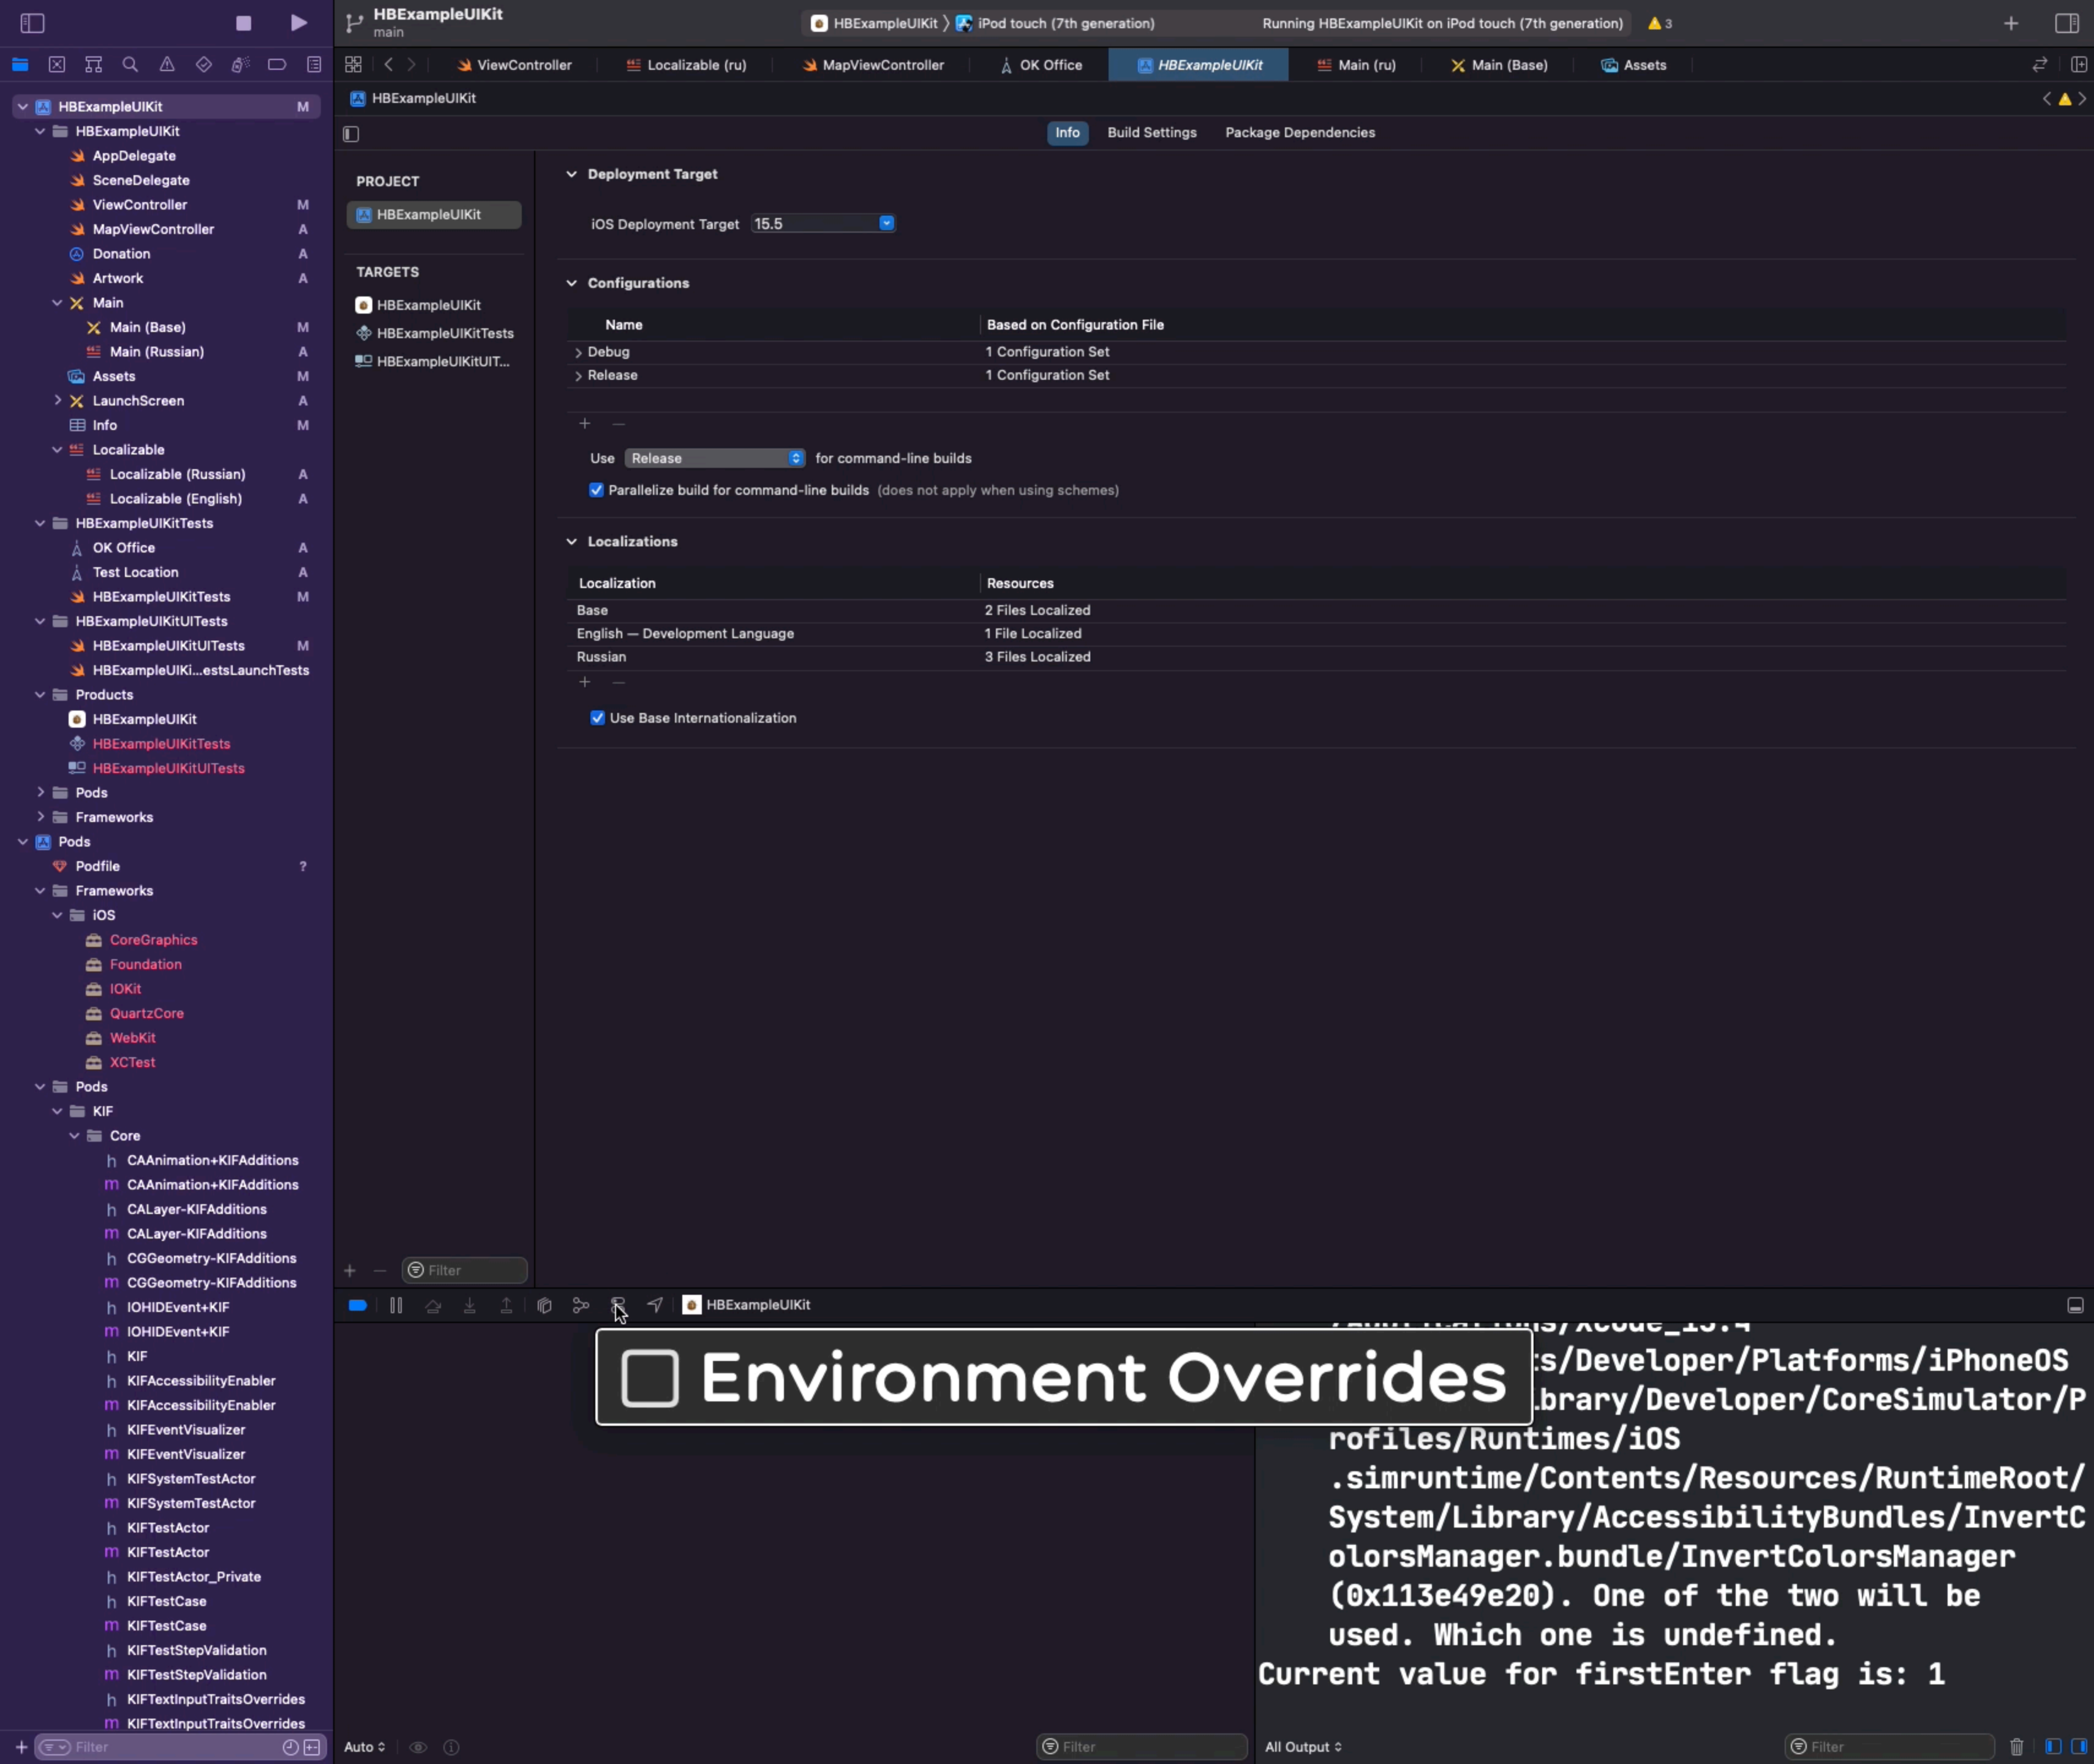 HBExampleUIKit
main
HBExampleUIKit
iPod touch (7th generation)
Running HBExampleUIKit on iPod touch (7th generation)
3
ViewController
Localizable (ru)
MapViewController
OK Office
HBExampleUIKit
Main (ru)
Main (Base)
Assets
HBExampleUIKit
Info
Build Settings
Package Dependencies
HBExampleUIKit M
HBExampleUIKit
AppDelegate
SceneDelegate
ViewController M
MapViewController A
Donation A
Artwork A
Main
Main (Base) M
Main (Russian) A
Assets M
LaunchScreen A
Info M
Localizable
Localizable (Russian) A
Localizable (English) A
HBExampleUIKitTests
OK Office A
Test Location A
HBExampleUIKitTests M
HBExampleUIKitUITests
HBExampleUIKitUITests M
HBExampleUIKi...estsLaunchTests
Products
HBExampleUIKit
HBExampleUIKitTests
HBExampleUIKitUITests
Pods
Frameworks
Pods
Podfile ?
Frameworks
iOS
CoreGraphics
Foundation
IOKit
QuartzCore
WebKit
XCTest
Pods
KIF
Core
h CAAnimation+KIFAdditions
m CAAnimation+KIFAdditions
h CALayer-KIFAdditions
m CALayer-KIFAdditions
h CGGeometry-KIFAdditions
m CGGeometry-KIFAdditions
h IOHIDEvent+KIF
m IOHIDEvent+KIF
h KIF
h KIFAccessibilityEnabler
m KIFAccessibilityEnabler
h KIFEventVisualizer
m KIFEventVisualizer
h KIFSystemTestActor
m KIFSystemTestActor
h KIFTestActor
m KIFTestActor
h KIFTestActor_Private
h KIFTestCase
m KIFTestCase
h KIFTestStepValidation
m KIFTestStepValidation
h KIFTextInputTraitsOverrides
m KIFTextInputTraitsOverrides
Filter
PROJECT
HBExampleUIKit
TARGETS
HBExampleUIKit
HBExampleUIKitTests
HBExampleUIKitUIT...
Filter
Deployment Target
iOS Deployment Target 15.5
Configurations
Name Based on Configuration File
Debug 1 Configuration Set
Release 1 Configuration Set
Use Release for command-line builds
Parallelize build for command-line builds (does not apply when using schemes)
Localizations
Localization Resources
Base 2 Files Localized
English — Development Language 1 File Localized
Russian 3 Files Localized
Use Base Internationalization
HBExampleUIKit
Environment Overrides
/Applications/Xcode_13.4
ts/Developer/Platforms/iPhoneOS
brary/Developer/CoreSimulator/P
rofiles/Runtimes/iOS
.simruntime/Contents/Resources/RuntimeRoot/
System/Library/AccessibilityBundles/InvertC
olorsManager.bundle/InvertColorsManager
(0x113e49e20). One of the two will be
used. Which one is undefined.
Current value for firstEnter flag is: 1
Auto
Filter
All Output
Filter